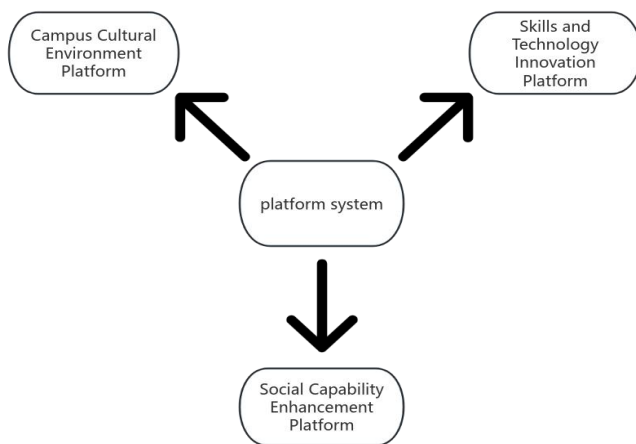 Campus Cultural
Environment
Platform
Skills and
Technology
Innovation
Platform
platform system
Social Capability
Enhancement
Platform